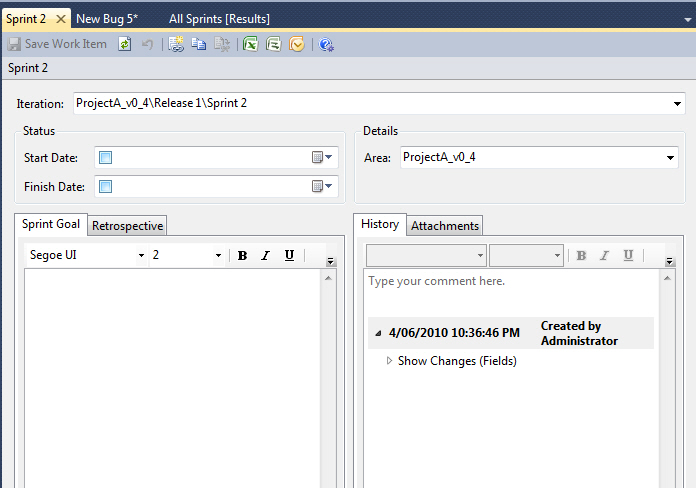 Sprint 2
New Bug 5*
All Sprints [Results]
Save Work Item
Sprint 2
Iteration:
ProjectA_v0_4\Release 1\Sprint 2
Status
Start Date:
Finish Date:
Details
Area:
ProjectA_v0_4
Sprint Goal
Retrospective
Segoe UI
2
B
I
U
History
Attachments
B
I
U
Type your comment here.
4/06/2010 10:36:46 PM
Created by
Administrator
Show Changes (Fields)